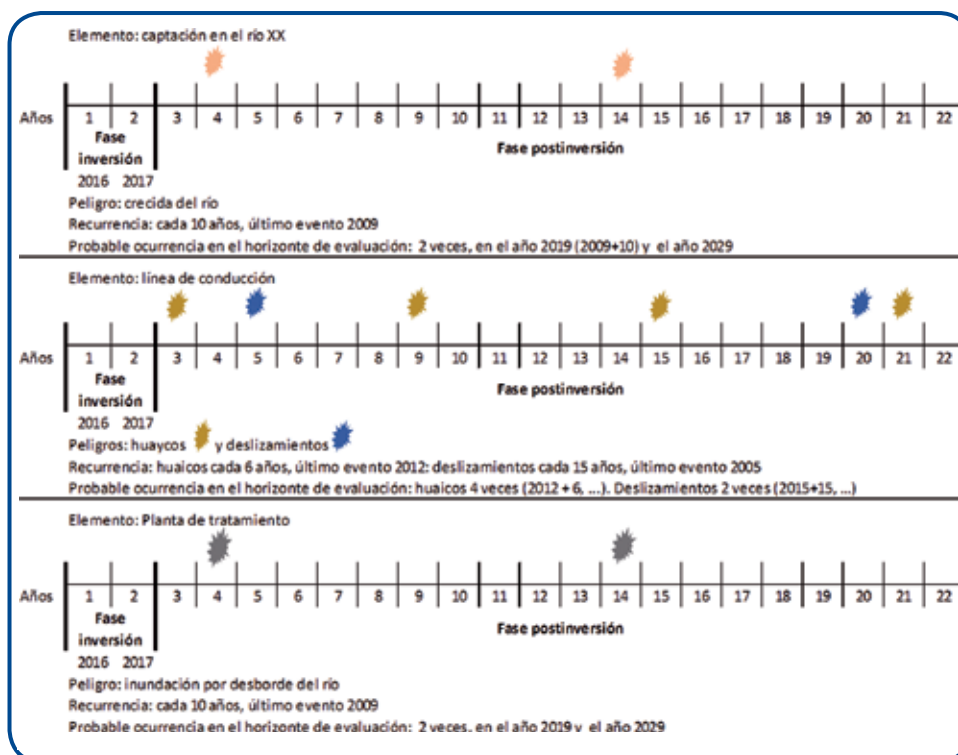 Elemento: captación en el río XX
Años 1 2 3 4 5 6 7 8 9 10 11 12 13 14 15 16 17 18 19 20 21 22
Fase inversión
Fase postinversión
2016 2017
Peligro: crecida del río
Recurrencia: cada 10 años, último evento 2009
Probable ocurrencia en el horizonte de evaluación: 2 veces, en el año 2019 (2009+10) y el año 2029
Elemento: línea de conducción
Años 1 2 3 4 5 6 7 8 9 10 11 12 13 14 15 16 17 18 19 20 21 22
Fase inversión
Fase postinversión
2016 2017
Peligros: huaycos y deslizamientos
Recurrencia: huaicos cada 6 años, último evento 2012: deslizamientos cada 15 años, último evento 2005
Probable ocurrencia en el horizonte de evaluación: huaicos 4 veces (2012 + 6, ...). Deslizamientos 2 veces (2015+15, ...)
Elemento: Planta de tratamiento
Años 1 2 3 4 5 6 7 8 9 10 11 12 13 14 15 16 17 18 19 20 21 22
Fase inversión
Fase postinversión
2016 2017
Peligro: inundación por desborde del río
Recurrencia: cada 10 años, último evento 2009
Probable ocurrencia en el horizonte de evaluación: 2 veces, en el año 2019 y el año 2029